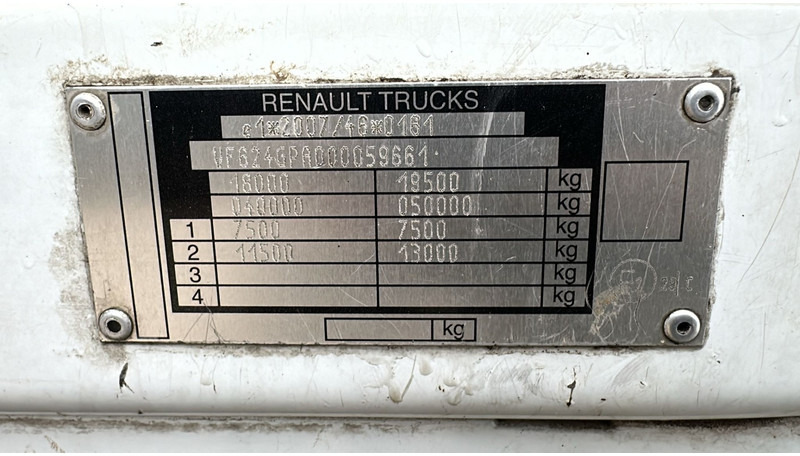 RENAULT TRUCKS
e1*2007/46*0161
VF624GPA000059661
18000 19500 kg
040000 050000 kg
1 7500 7500 kg
2 11500 13000 kg
3 kg
4 kg
kg